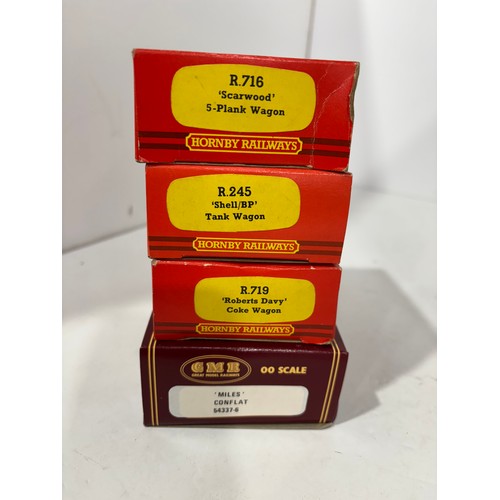 R.716
'Scarwood'
5-Plank Wagon
HORNBY RAILWAYS
R.245
'Shell/BP'
Tank Wagon
HORNBY RAILWAYS
R.719
'Roberts Davy'
Coke Wagon
HORNBY RAILWAYS
GMR
GREAT MODEL RAILWAYS
OO SCALE
'MILES'
CONFLAT
54337-6